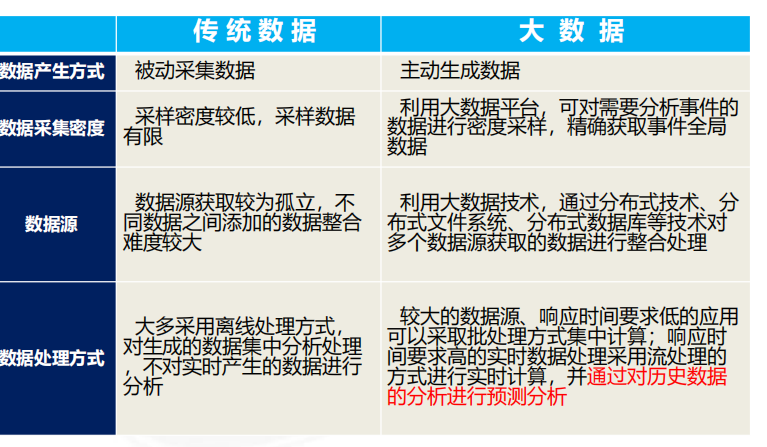 传统数据
大数据
数据产生方式
被动采集数据
主动生成数据
数据采集密度
采样密度较低，采样数据
有限
利用大数据平台，可对需要分析事件的
数据进行密度采样，精确获取事件全局
数据
数据源
数据源获取较为孤立，不
同数据之间添加的数据整合
难度较大
利用大数据技术，通过分布式技术、分
布式文件系统、分布式数据库等技术对
多个数据源获取的数据进行整合处理
数据处理方式
大多采用离线处理方式，
对生成的数据集中分析处理
，不对实时产生的数据进行
分析
较大的数据源、响应时间要求低的应用
可以采取批处理方式集中计算；响应时
间要求高的实时数据处理采用流处理的
方式进行实时计算，并通过对历史数据
的分析进行预测分析